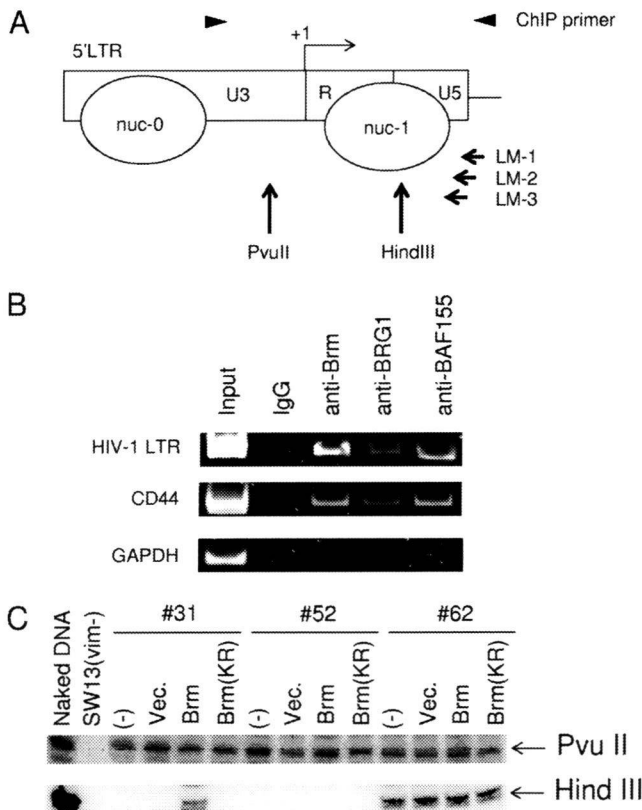 A
ChIP primer
+1
5'LTR
U3
R
U5
nuc-0
nuc-1
LM-1
LM-2
LM-3
PvuII
HindIII
B
Input
IgG
anti-Brm
anti-BRG1
anti-BAF155
HIV-1 LTR
CD44
GAPDH
C
#31
#52
#62
Naked DNA
SW13(vim-)
(-)
Vec.
Brm
Brm(KR)
(-)
Vec.
Brm
Brm(KR)
(-)
Vec.
Brm
Brm(KR)
Pvu II
Hind III